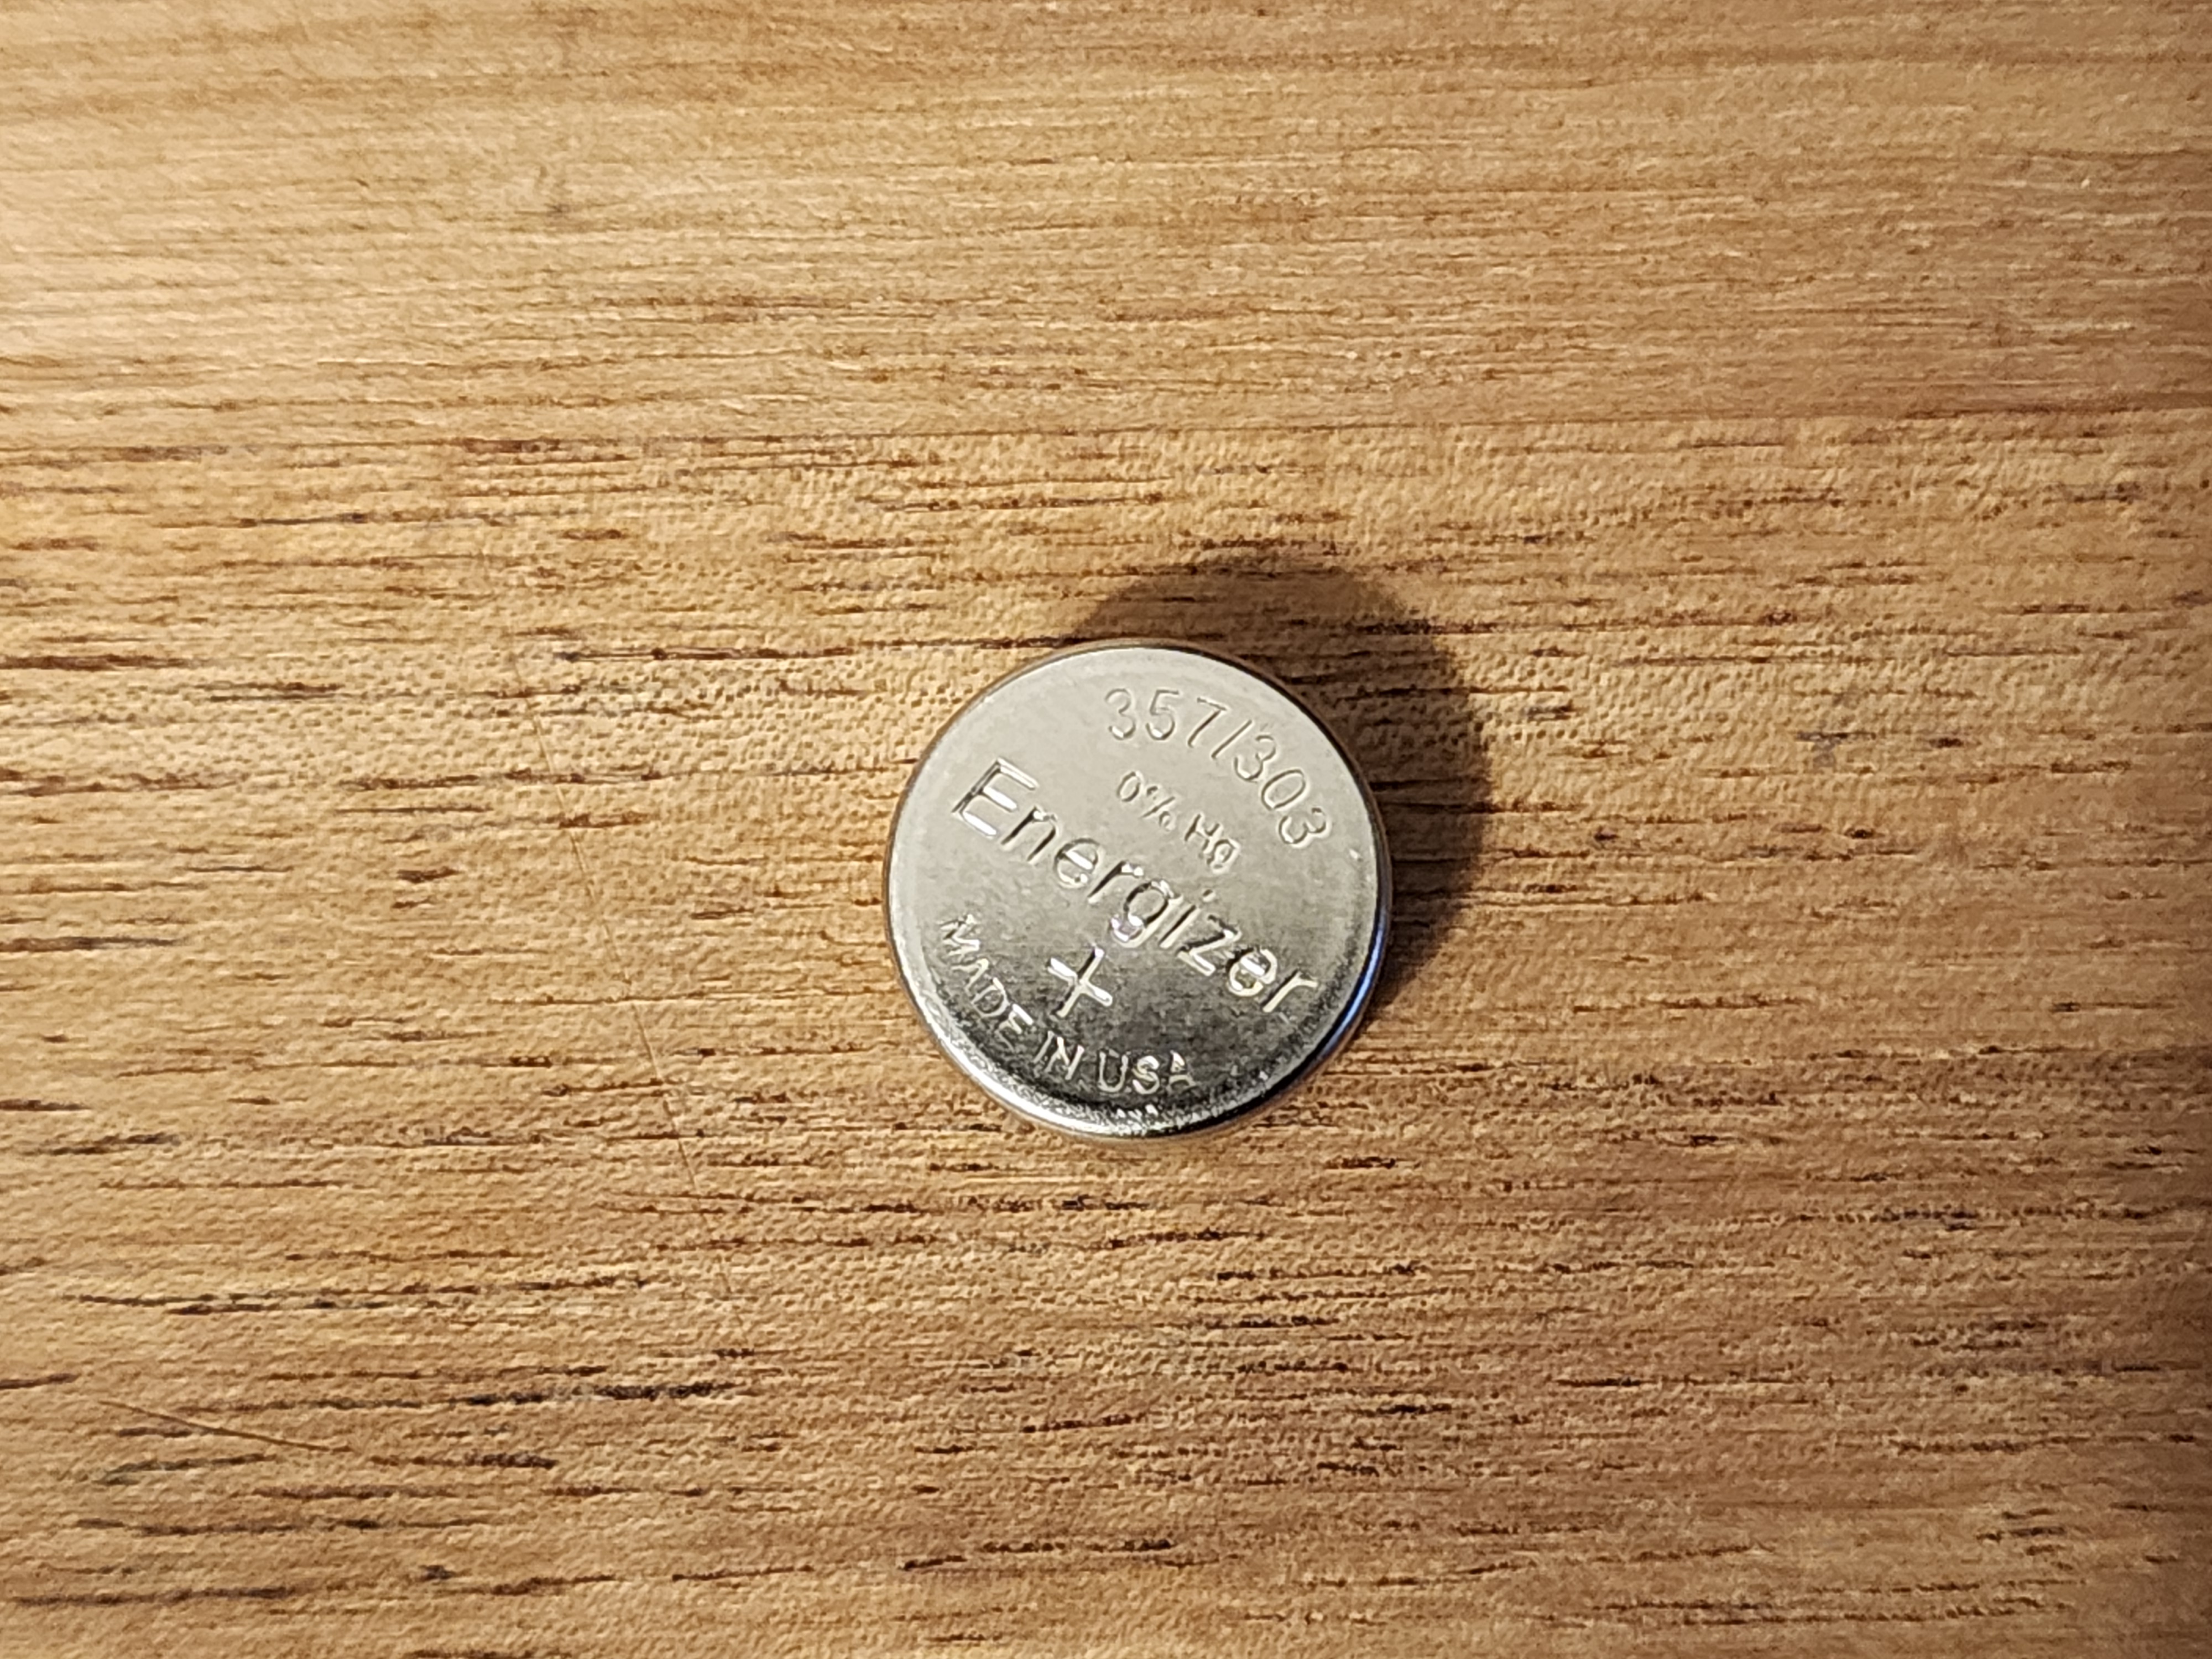 357/303
0% Hg
Energizer
+
MADE IN USA